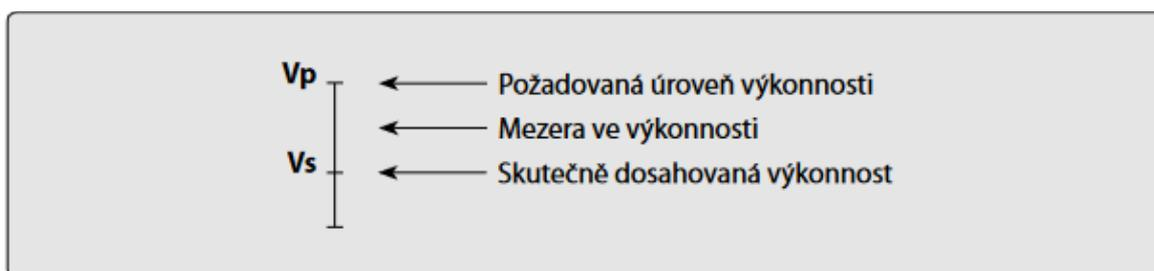 Vp Požadovaná úroveň výkonnosti
Mezera ve výkonnosti
Vs Skutečně dosahovaná výkonnost